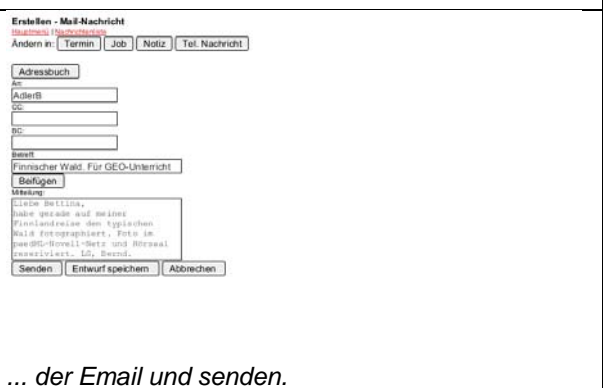 Erstellen - Mail-Nachricht
Hauptmenü | Nachrichtenliste
Ändern in: Termin Job Notiz Tel. Nachricht
Adressbuch
An:
AdlerB
CC:
BC:
Betreff:
Finnischer Wald. Für GEO-Unterricht
Beifügen
Mitteilung:
Liebe Bettina,
habe gerade auf meiner
Finnlandreise den typischen
Wald fotographiert. Foto im
paedML-Novell-Netz und Hörsaal
reserviert. LG, Bernd.
Senden Entwurf speichern Abbrechen
... der Email und senden.